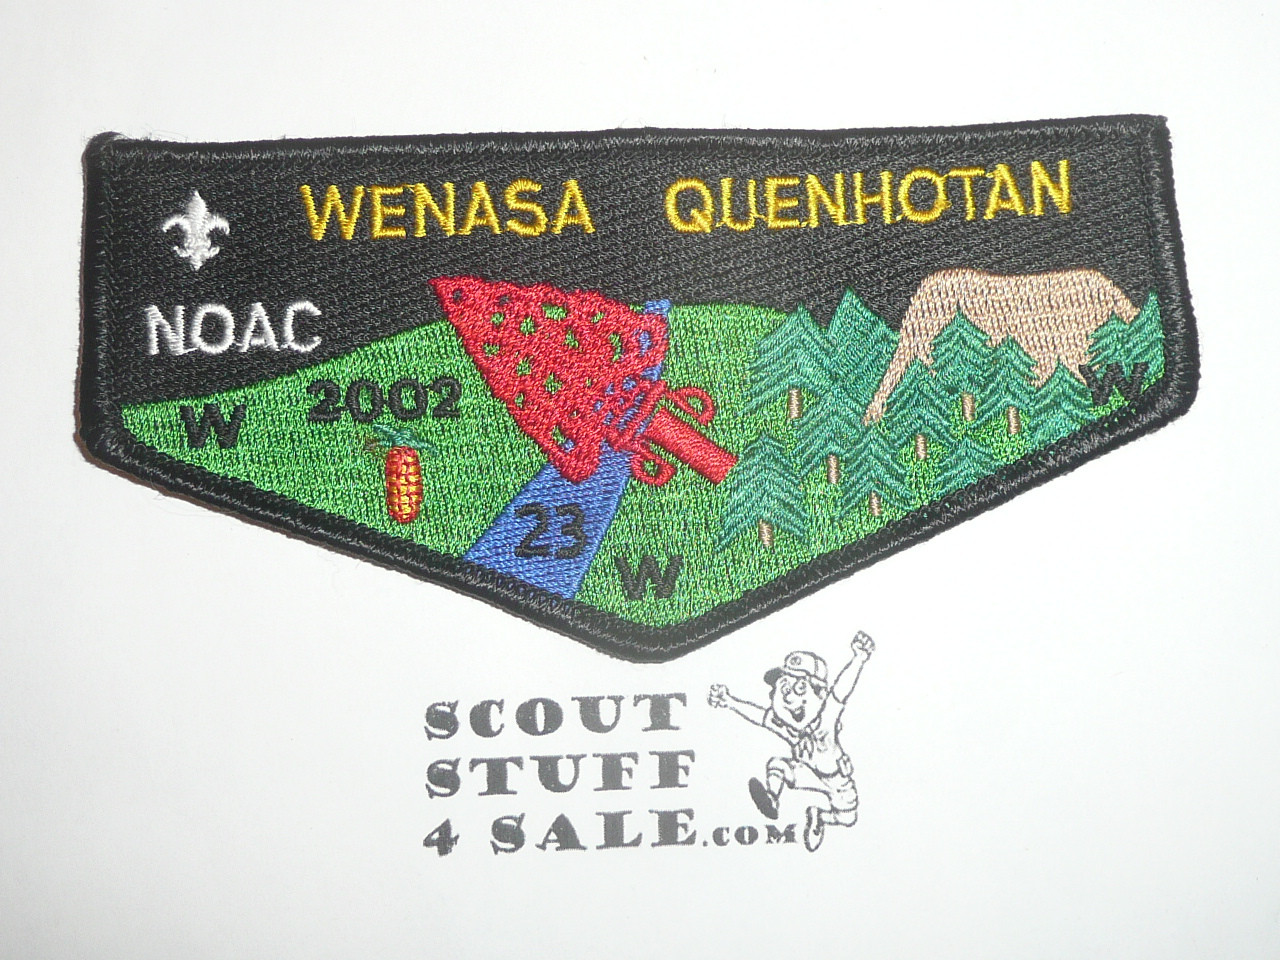 WENASA QUENHOTAN
NOAC
2002
W
W
23
W
SCOUT
STUFF
4 SALE.COM